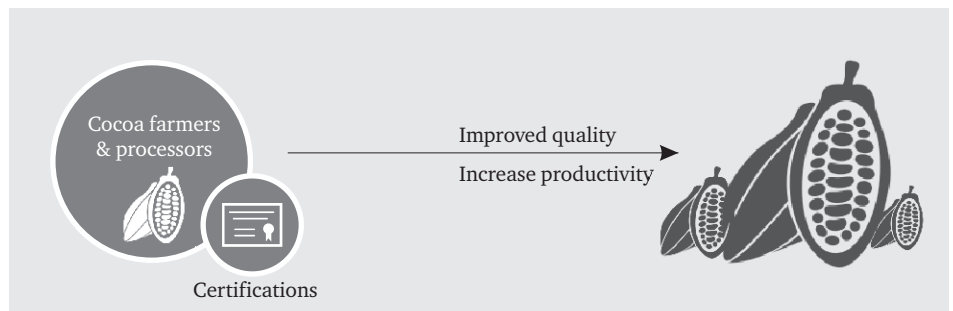 Cocoa farmers
& processors
Certifications
Improved quality
Increase productivity